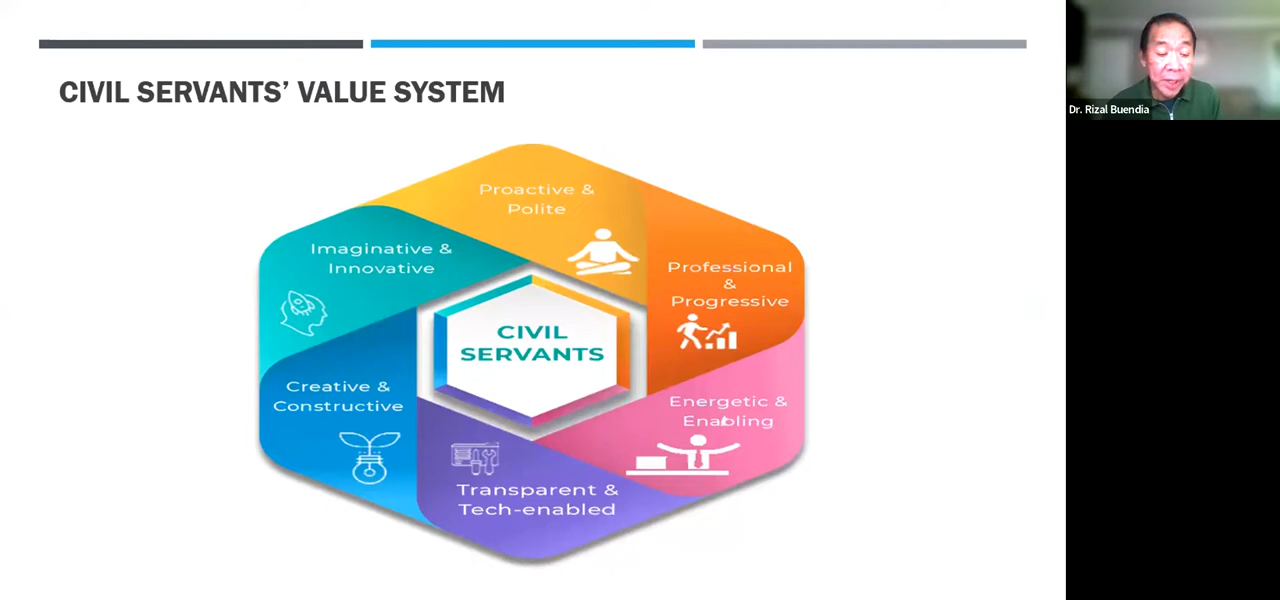 CIVIL SERVANTS’ VALUE SYSTEM
Proactive &
Polite
Professional
&
Progressive
Energetic &
Enabling
Transparent &
Tech-enabled
Creative &
Constructive
Imaginative &
Innovative
CIVIL
SERVANTS
Dr. Rizal Buendia